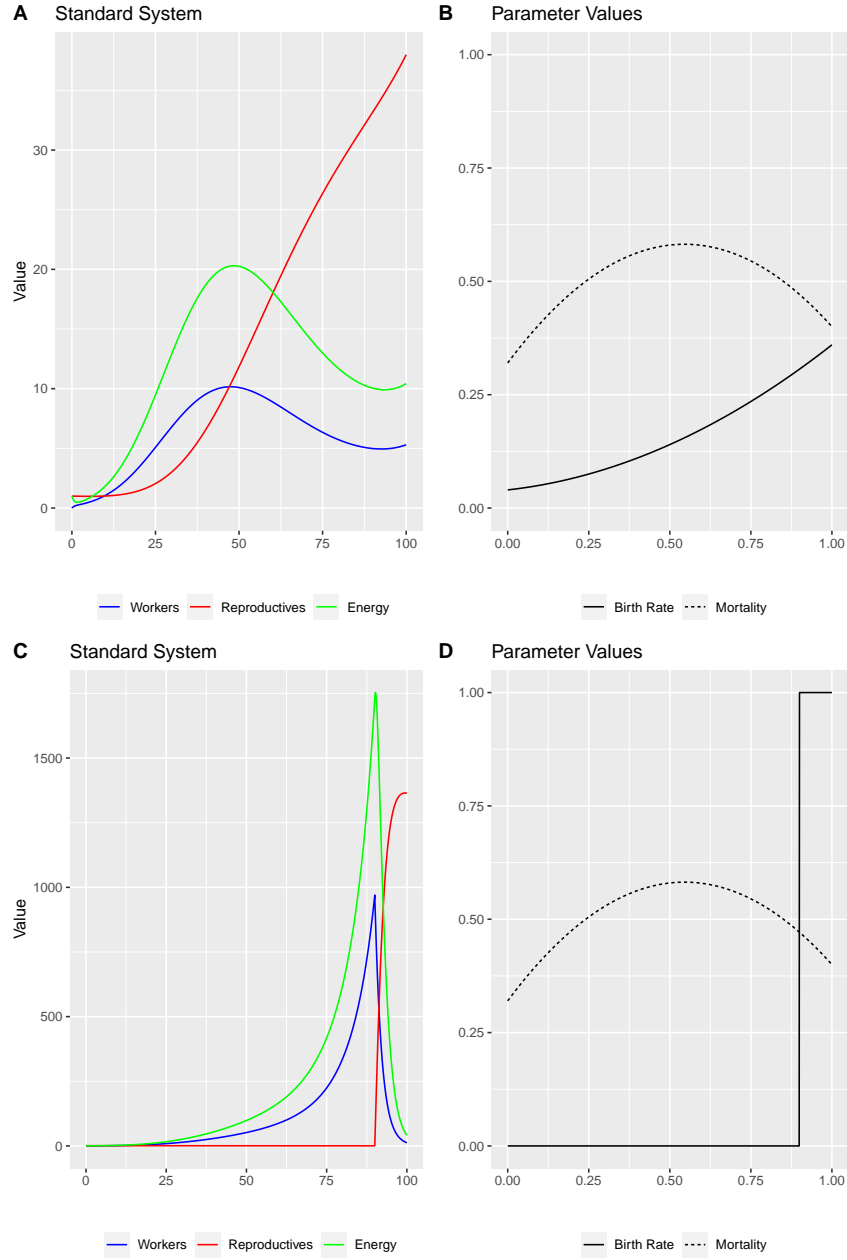 A Standard System
B Parameter Values
Value
30
20
10
0
0 25 50 75 100
1.00
0.75
0.50
0.25
0.00
0.00 0.25 0.50 0.75 1.00
Workers Reproductives Energy
Birth Rate Mortality
C Standard System
D Parameter Values
Value
1500
1000
500
0
0 25 50 75 100
1.00
0.75
0.50
0.25
0.00
0.00 0.25 0.50 0.75 1.00
Workers Reproductives Energy
Birth Rate Mortality